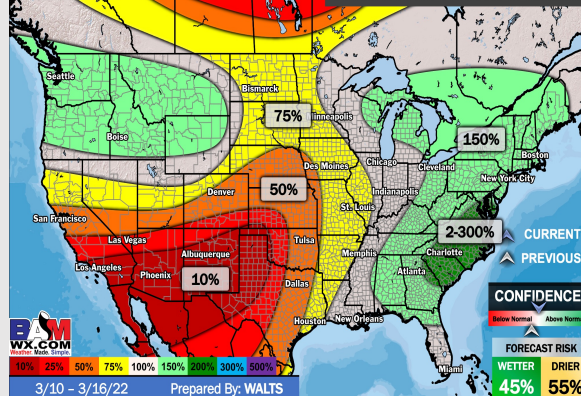 Seattle
Bismarck
75%
inneapolis
Boise
150%
Boston
Chicago
Cleveland
Des Moines
New York City
Denver
50%
Indianapolis
St. Louis
San Francisco
2-300%
CURRENT
Las Vegas
Tulsa
Charlotte
PREVIOUS
Albuquerque
Memphis
Los Angeles
Phoenix
10%
Atlanta
Dallas
CONFIDENCE
Below Normal
Above Norma
Houston
New Orleans
BAM
WX.COM
Weather. Made. Simple.
FORECAST RISK
WETTER
DRIER
45%
55%
Miami
10% 25% 50% 75% 100% 150% 200% 300% 500%
3/10 – 3/16/22 Prepared By: WALTS